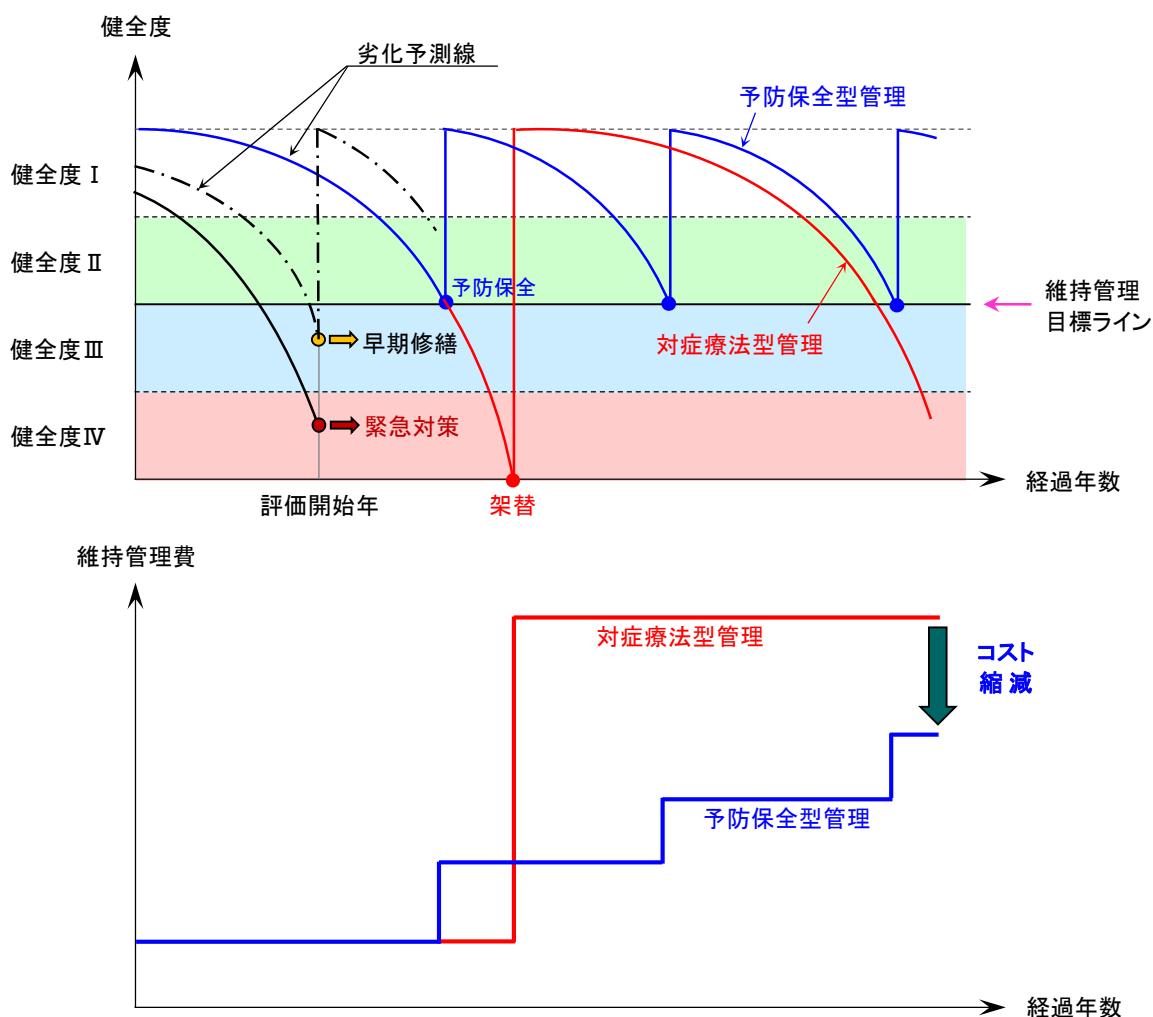 健全度
劣化予測線
予防保全型管理
健全度Ⅰ
健全度Ⅱ
予防保全
維持管理
目標ライン
健全度Ⅲ
早期修繕
対症療法型管理
健全度Ⅳ
緊急対策
経過年数
評価開始年
架替
維持管理費
対症療法型管理
コスト
縮減
予防保全型管理
経過年数